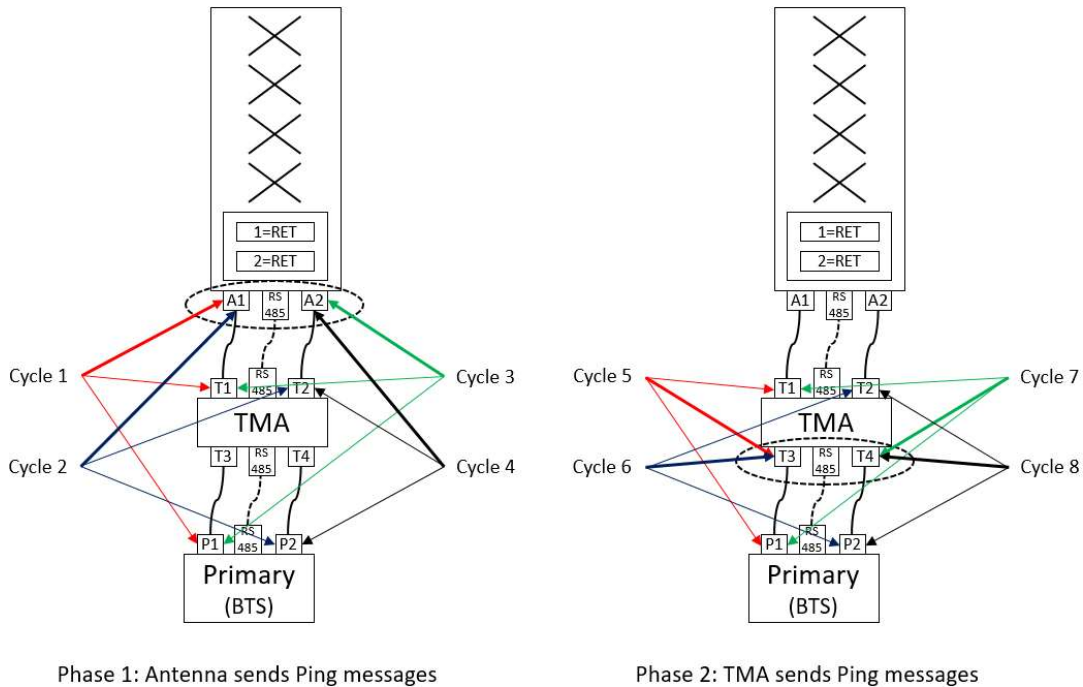 1=RET
2=RET
A1
RS
485
A2
Cycle 1
Cycle 3
T1
RS
485
T2
TMA
Cycle 2
Cycle 4
T3
RS
485
T4
P1
RS
485
P2
Primary
(BTS)
Phase 1: Antenna sends Ping messages
1=RET
2=RET
A1
RS
485
A2
Cycle 5
Cycle 7
T1
RS
485
T2
TMA
Cycle 6
Cycle 8
T3
RS
485
T4
P1
RS
485
P2
Primary
(BTS)
Phase 2: TMA sends Ping messages